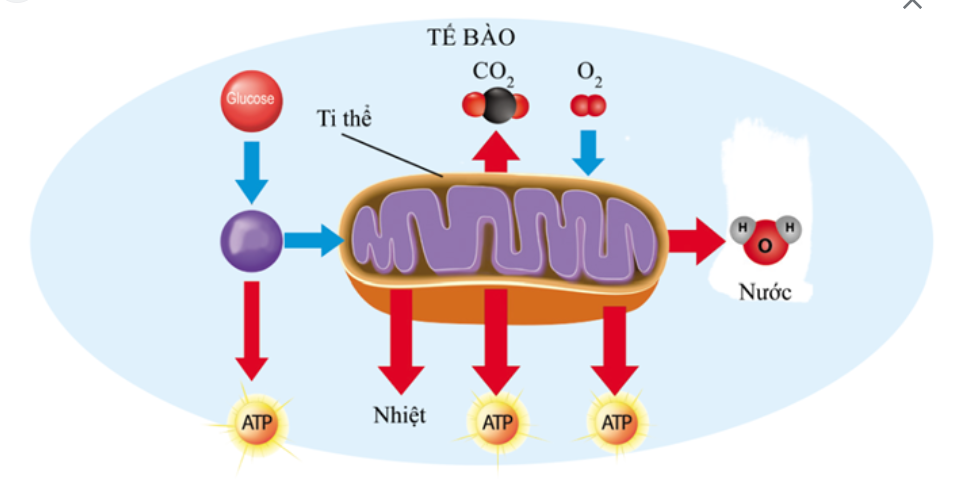 TẾ BÀO
CO₂
O₂
Glucose
Ti thể
H
H
O
Nước
Nhiệt
ATP
ATP
ATP